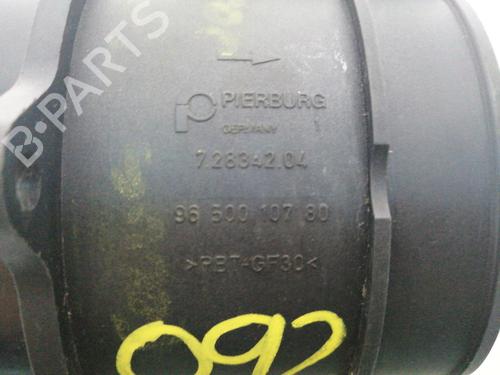 B-PARTS
PIERBURG
GERMANY
7.28342.04
96 500 107 80
>PBT-GF30<
092